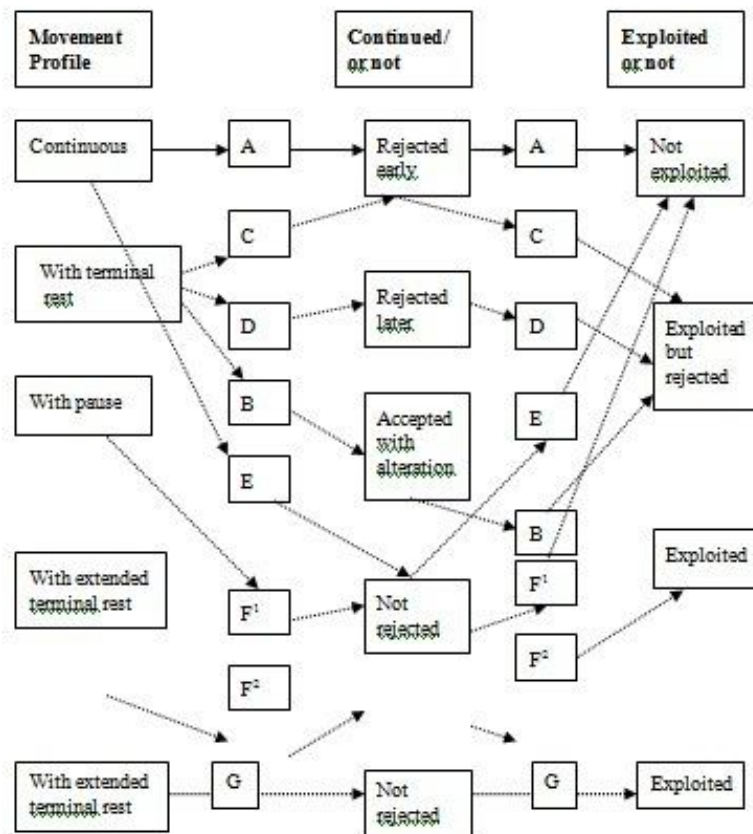 Movement
Profile
Continued/
or not
Exploited
or not
Continuous
A
Rejected
early
A
Not
exploited
C
C
With terminal
rest
D
Rejected
later
D
Exploited
but
rejected
With pause
B
Accepted
with
alteration
E
E
B
With extended
terminal rest
F¹
Not
rejected
F¹
Exploited
F²
F²
With extended
terminal rest
G
Not
rejected
G
Exploited